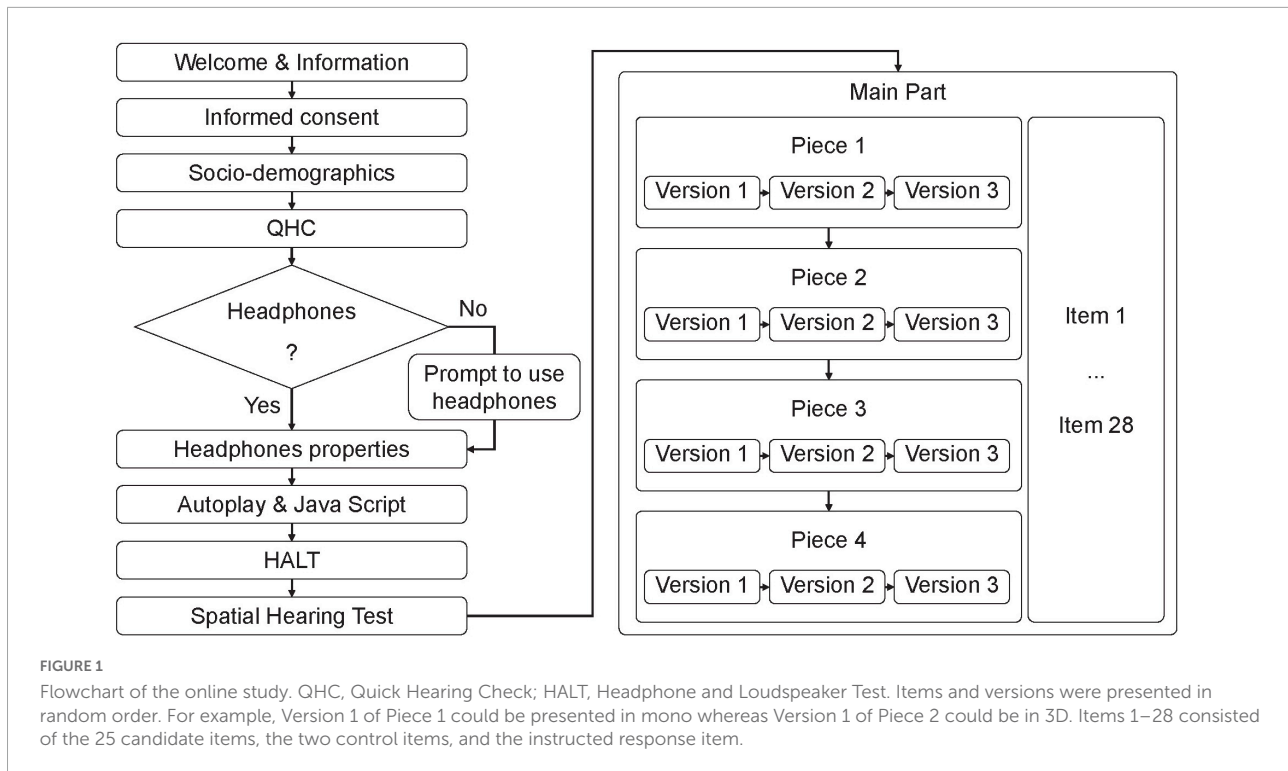 Welcome & Information
Informed consent
Socio-demographics
QHC
Headphones
?
No
Prompt to use
headphones
Yes
Headphones properties
Autoplay & Java Script
HALT
Spatial Hearing Test
Main Part
Piece 1
Version 1
Version 2
Version 3
Piece 2
Version 1
Version 2
Version 3
Piece 3
Version 1
Version 2
Version 3
Piece 4
Version 1
Version 2
Version 3
Item 1
...
Item 28
FIGURE 1
Flowchart of the online study. QHC, Quick Hearing Check; HALT, Headphone and Loudspeaker Test. Items and versions were presented in
random order. For example, Version 1 of Piece 1 could be presented in mono whereas Version 1 of Piece 2 could be in 3D. Items 1–28 consisted
of the 25 candidate items, the two control items, and the instructed response item.